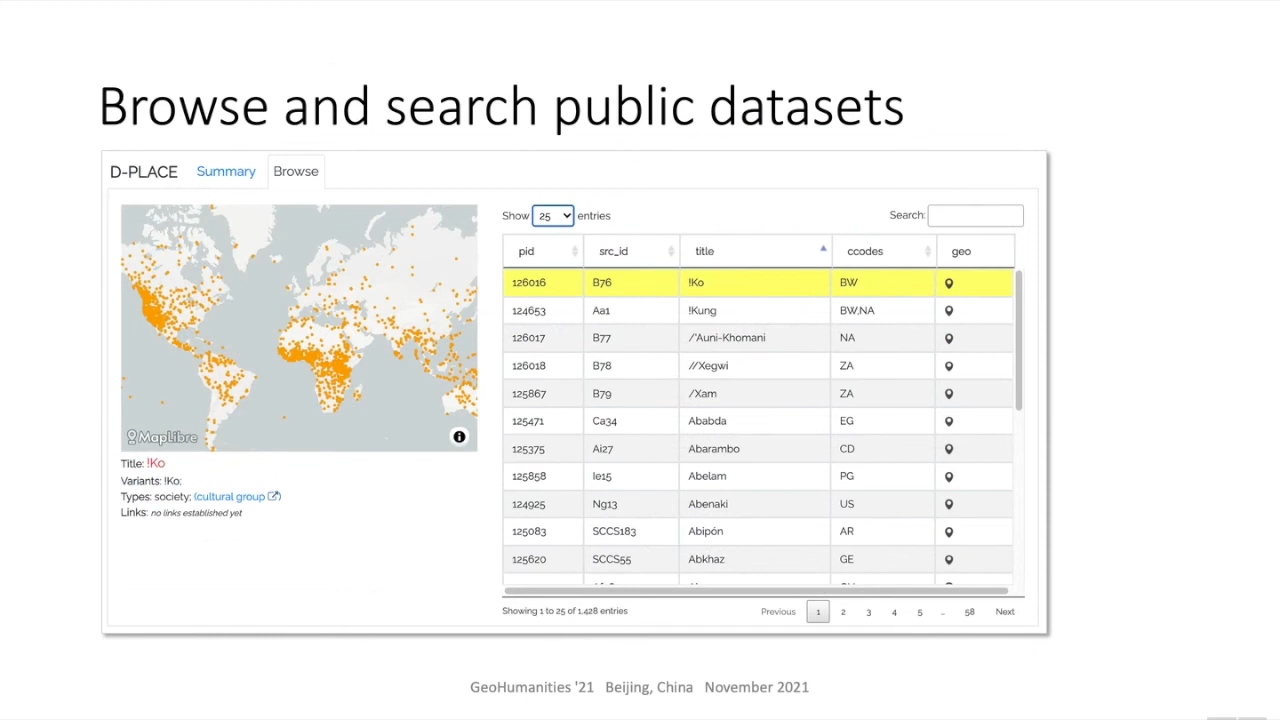 Browse and search public datasets
D-PLACE Summary Browse
Show 25 entries Search:
pid src_id title ccodes geo
126016 B76 !Ko BW
124653 Aa1 !Kung BW,NA
126017 B77 /'Auni-Khomani NA
126018 B78 //Xegwi ZA
125867 B79 /Xam ZA
125471 Ca34 Ababda EG
125375 Ai27 Abarambo CD
125858 Ie15 Abelam PG
124925 Ng13 Abenaki US
125083 SCCS183 Abipón AR
125620 SCCS55 Abkhaz GE
MapLibre
Title: !Ko
Variants: !Ko;
Types: society; (cultural group)
Links: no links established yet
Showing 1 to 25 of 1,428 entries Previous 1 2 3 4 5 … 58 Next
GeoHumanities '21 Beijing, China November 2021